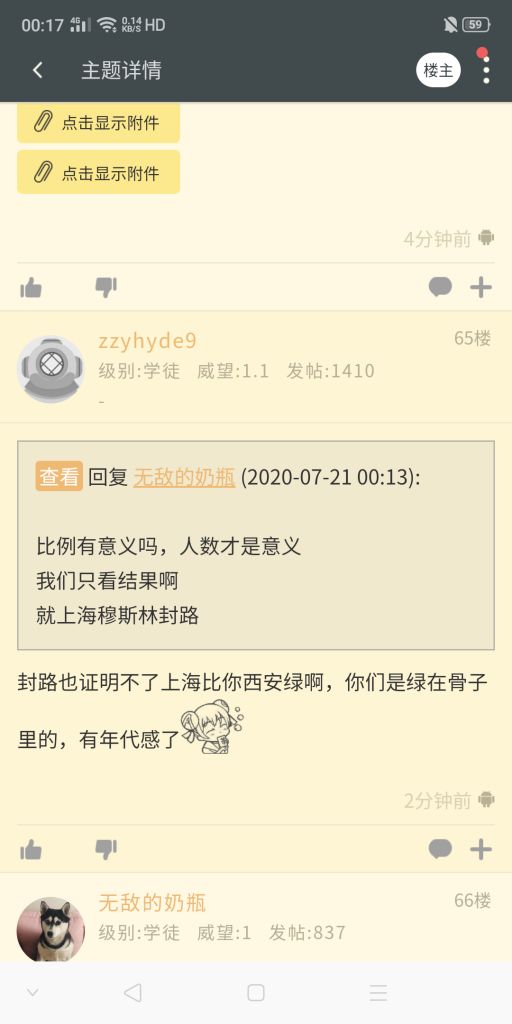 00:17 4G 0.14 KB/S HD 59
主题详情 楼主
点击显示附件
点击显示附件
4分钟前
zzyhyde9 65楼
级别:学徒 威望:1.1 发帖:1410
-
查看 回复 无敌的奶瓶 (2020-07-21 00:13):
比例有意义吗，人数才是意义
我们只看结果啊
就上海穆斯林封路
封路也证明不了上海比你西安绿啊，你们是绿在骨子
里的，有年代感了
2分钟前
无敌的奶瓶 66楼
级别:学徒 威望:1 发帖:837